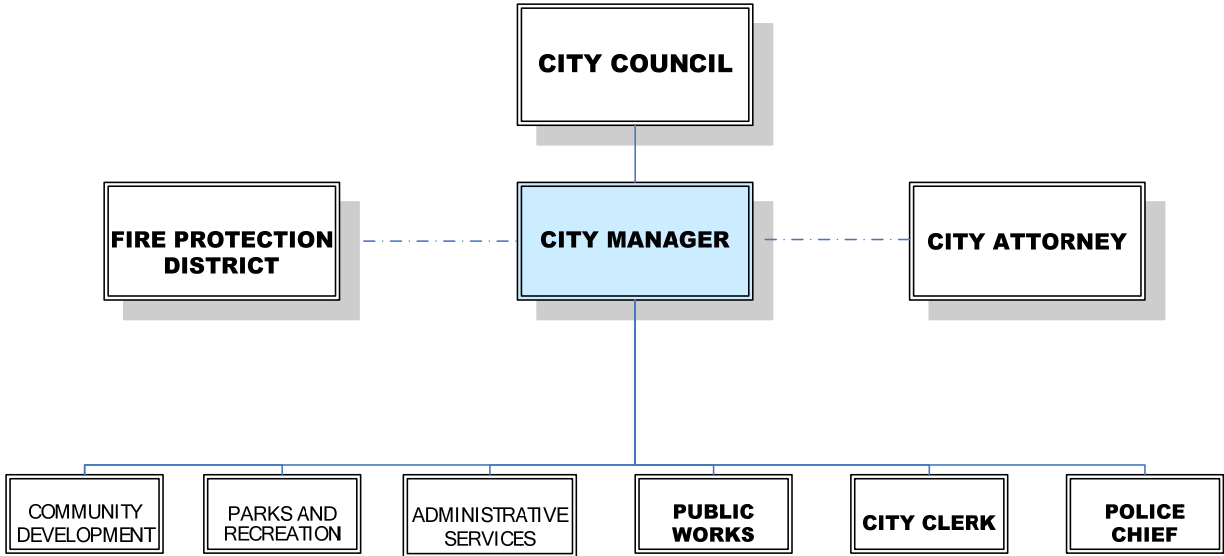 CITY COUNCIL
FIRE PROTECTION
DISTRICT
CITY MANAGER
CITY ATTORNEY
COMMUNITY
DEVELOPMENT
PARKS AND
RECREATION
ADMINISTRATIVE
SERVICES
PUBLIC
WORKS
CITY CLERK
POLICE
CHIEF